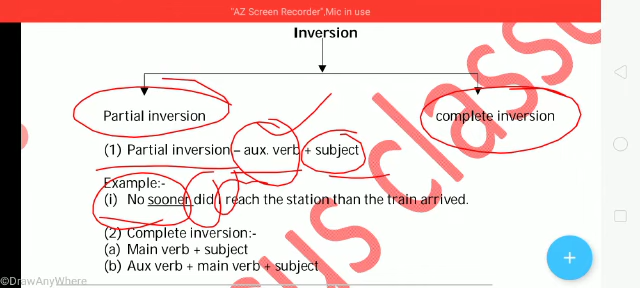 "AZ Screen Recorder",Mic in use
Inversion
Partial inversion
complete inversion
(1) Partial inversion – aux. verb + subject
Example:-
(i) No sooner did I reach the station than the train arrived.
(2) Complete inversion:-
(a) Main verb + subject
(b) Aux verb + main verb + subject
©DrawAnyWhere
us classes